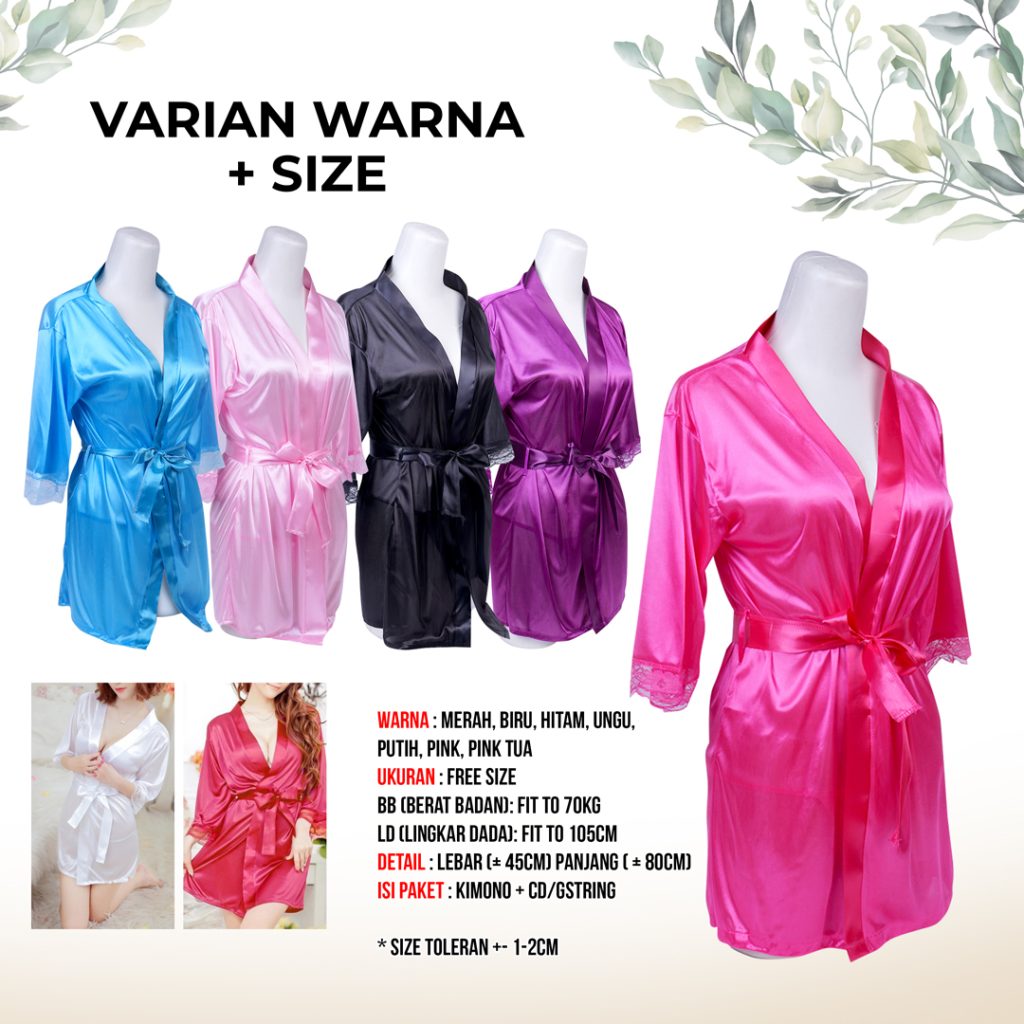 VARIAN WARNA
+ SIZE
WARNA : MERAH, BIRU, HITAM, UNGU,
PUTIH, PINK, PINK TUA
UKURAN : FREE SIZE
BB (BERAT BADAN): FIT TO 70KG
LD (LINGKAR DADA): FIT TO 105CM
DETAIL : LEBAR (± 45CM) PANJANG ( ± 80CM)
ISI PAKET : KIMONO + CD/GSTRING
* SIZE TOLERAN +- 1-2CM